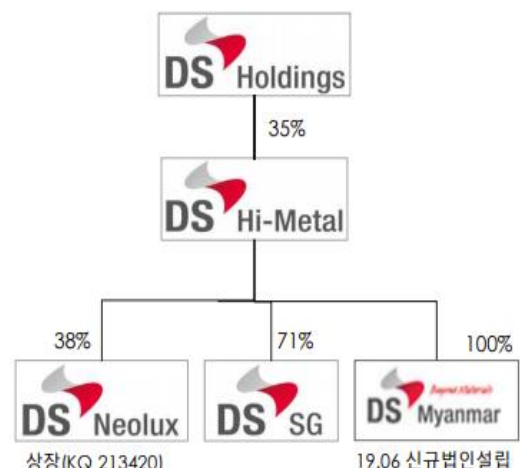 DS Holdings
35%
DS Hi-Metal
38%
71%
100%
DS Neolux
DS SG
Beyond Materials
DS Myanmar
상장(KQ 213420)
19.06 신규법인설립